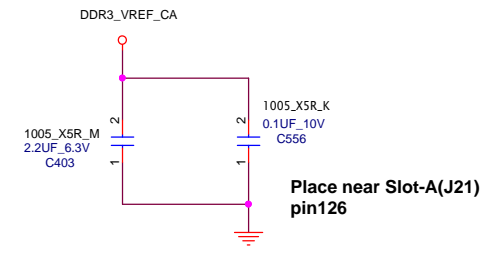 DDR3_VREF_CA
1005_X5R_M
2.2UF_6.3V
C403
2
1
1005_X5R_K
0.1UF_10V
C556
2
1
Place near Slot-A(J21)
pin126